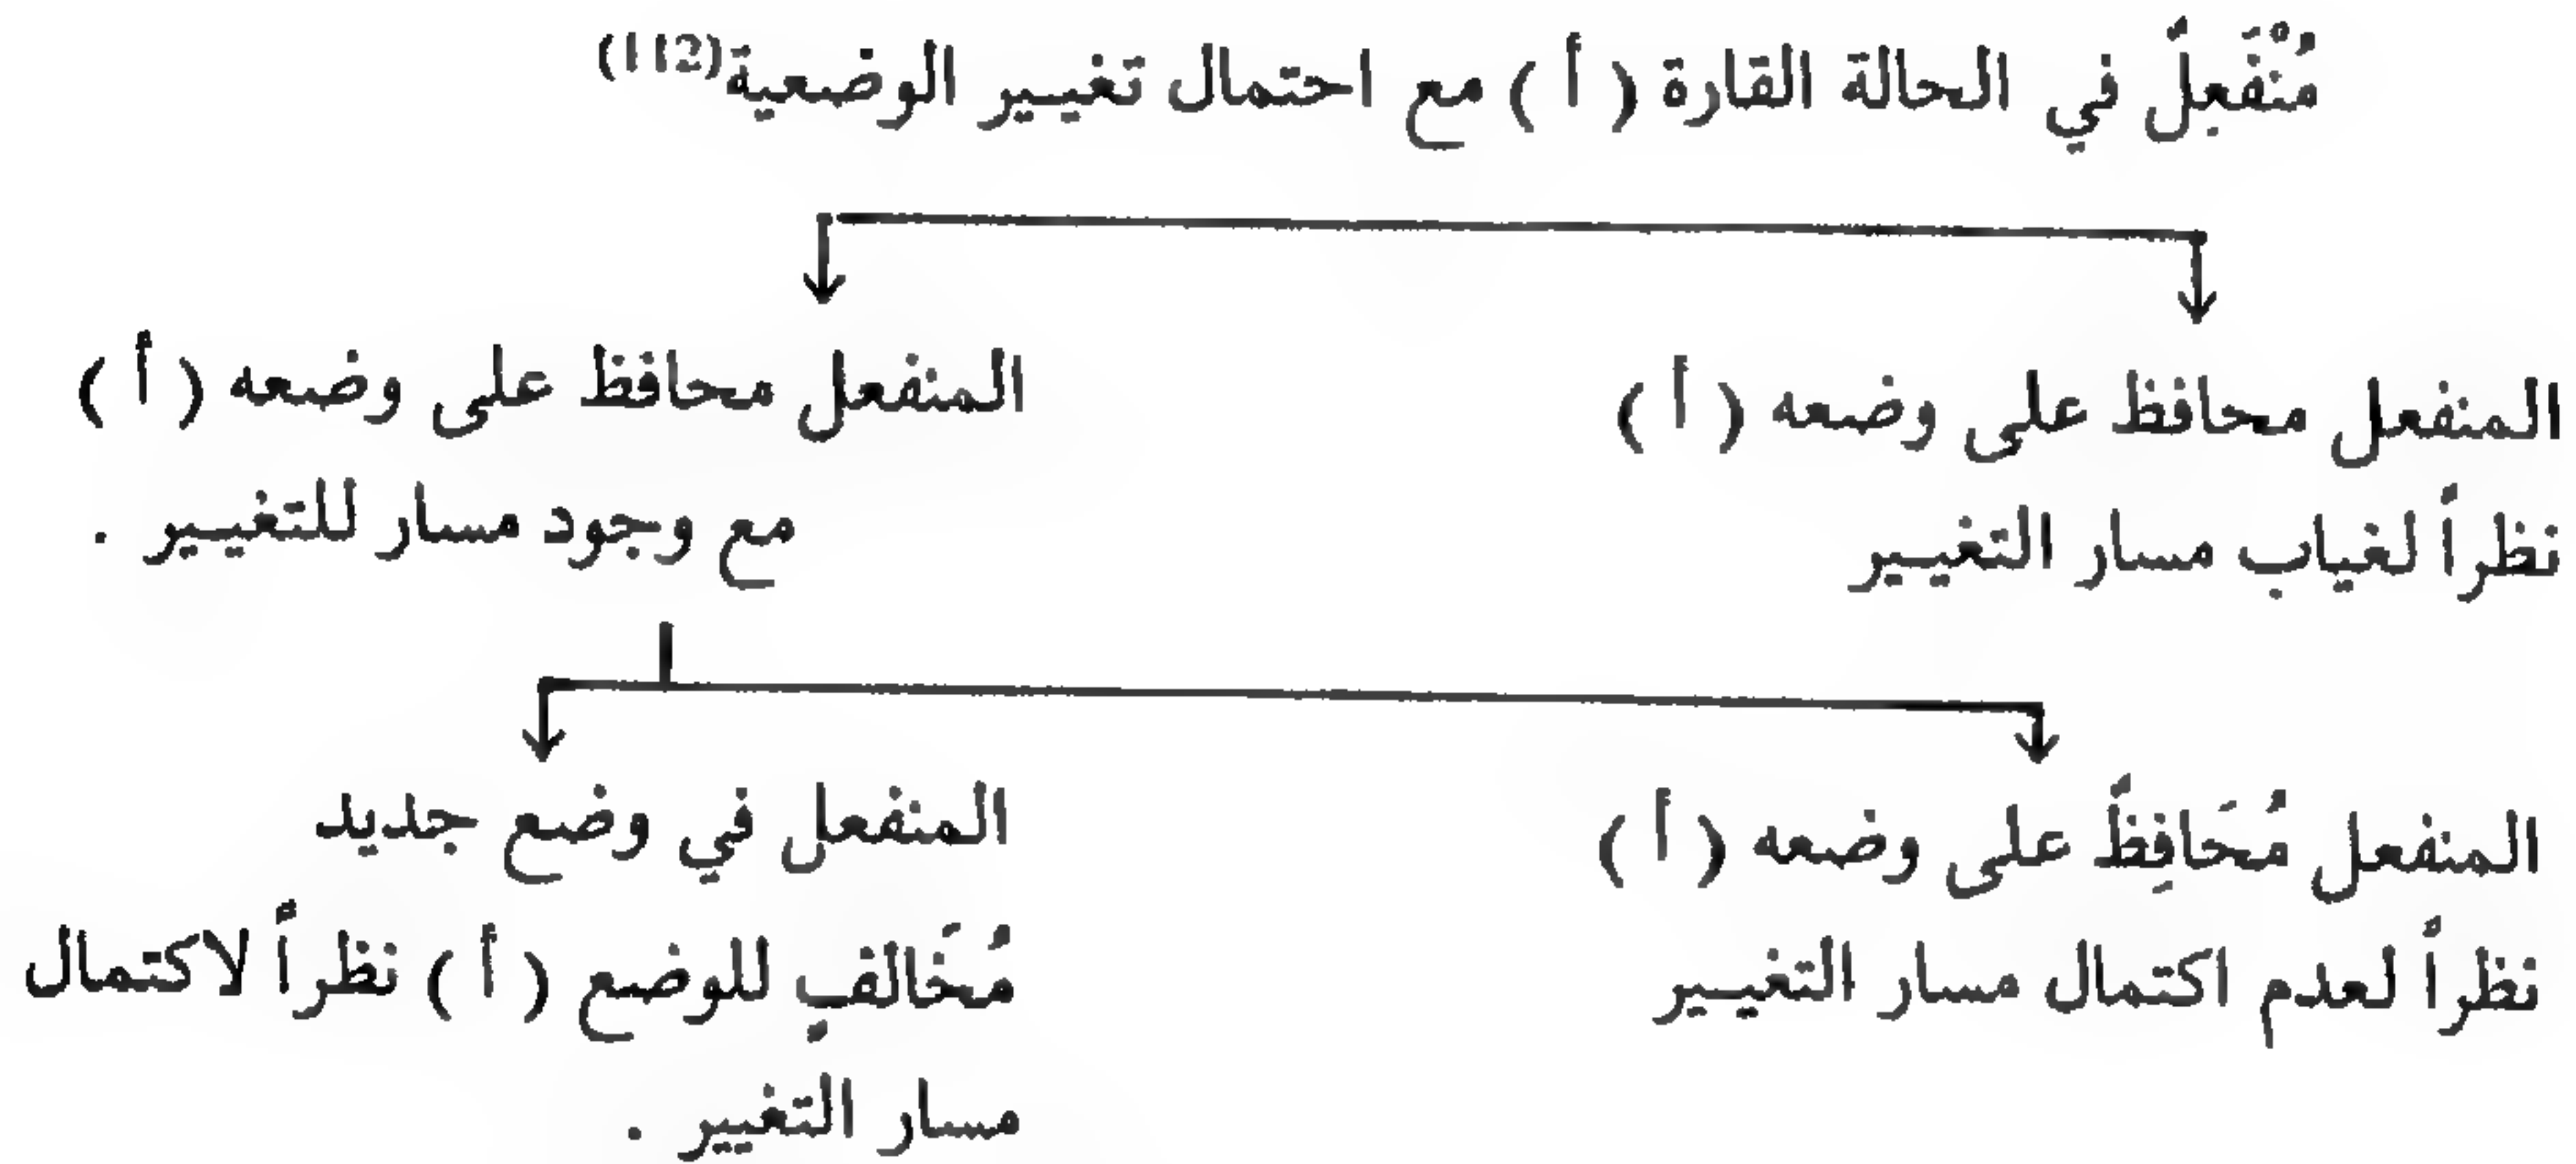 مُنْفَعِلٌ في الحالة القارة ( أ ) مع احتمال تغيير الوضعية(112)
المنفعل محافظ على وضعه ( أ )
نظراً لغياب مسار التغيير
المنفعل محافظ على وضعه ( أ )
مع وجود مسار للتغيير .
المنفعل مُحَافِظٌ على وضعه ( أ )
نظراً لعدم اكتمال مسار التغيير
المنفعل في وضع جديد
مُخَالفٍ للوضع ( أ ) نظراً لاكتمال
مسار التغيير .